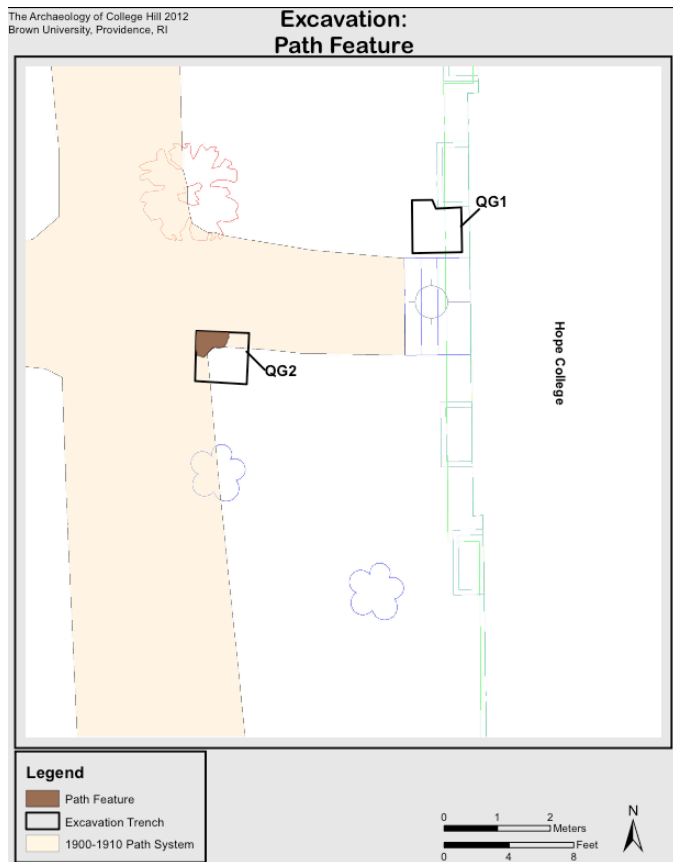 The Archaeology of College Hill 2012
Brown University, Providence, RI
Excavation:
Path Feature
QG1
Hope College
QG2
Legend
Path Feature
Excavation Trench
1900-1910 Path System
0 1 2
Meters
Feet
0 4 8
N